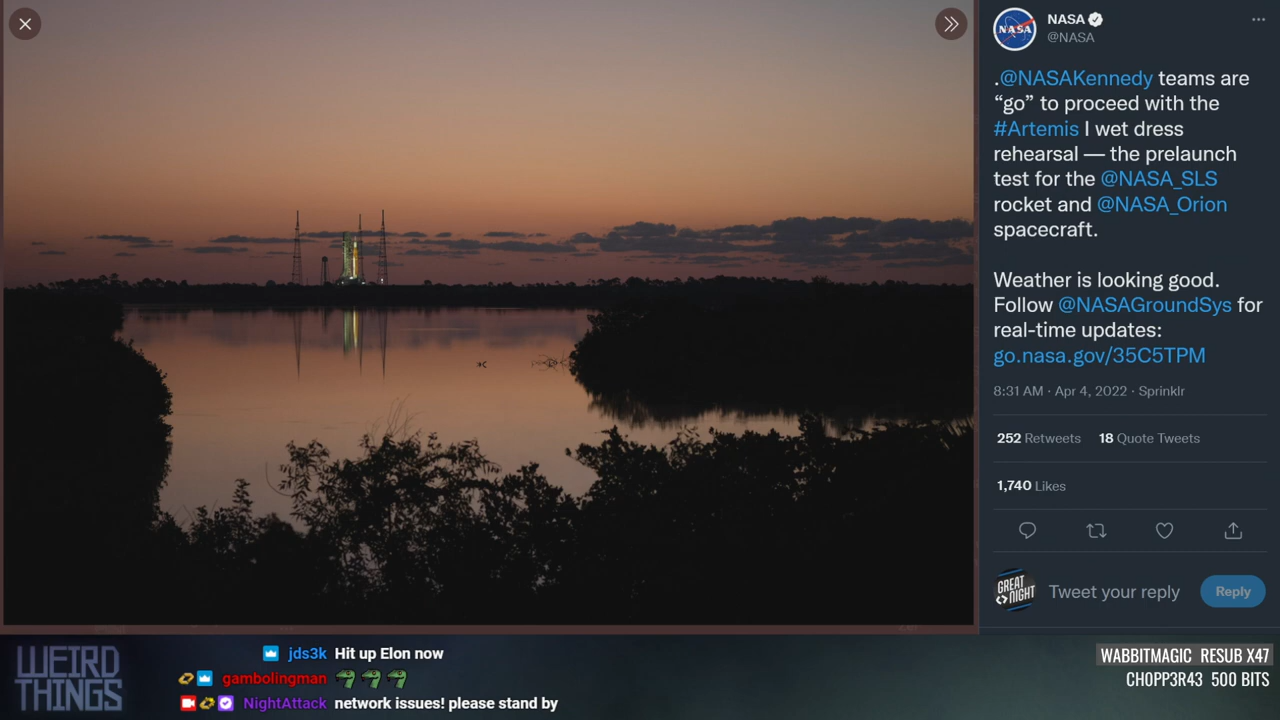 NASA
NASA
@NASA
.@NASAKennedy teams are
“go” to proceed with the
#Artemis I wet dress
rehearsal — the prelaunch
test for the @NASA_SLS
rocket and @NASA_Orion
spacecraft.
Weather is looking good.
Follow @NASAGroundSys for
real-time updates:
go.nasa.gov/35C5TPM
8:31 AM · Apr 4, 2022 · Sprinklr
252 Retweets 18 Quote Tweets
1,740 Likes
GREAT
NIGHT
Tweet your reply
Reply
WEIRD
THINGS
jds3k Hit up Elon now
gambolingman
NightAttack network issues! please stand by
WABBITMAGIC RESUB X47
CHOPP3R43 500 BITS